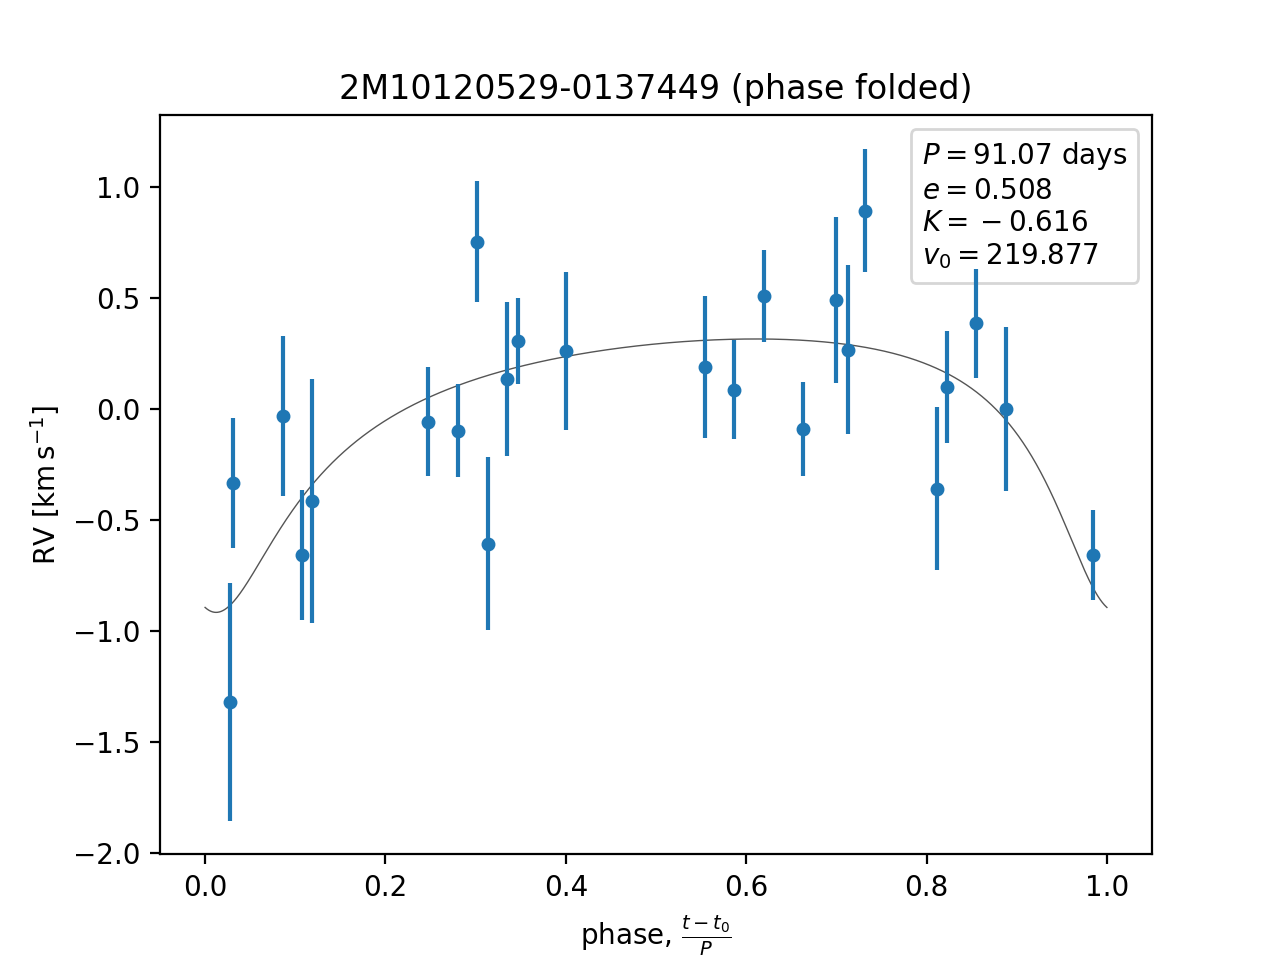 2M10120529-0137449 (phase folded)
P = 91.07 days
e = 0.508
K = −0.616
v₀ = 219.877
RV [km s⁻¹]
1.0
0.5
0.0
−0.5
−1.0
−1.5
−2.0
0.0 0.2 0.4 0.6 0.8 1.0
phase, (t − t₀)/P